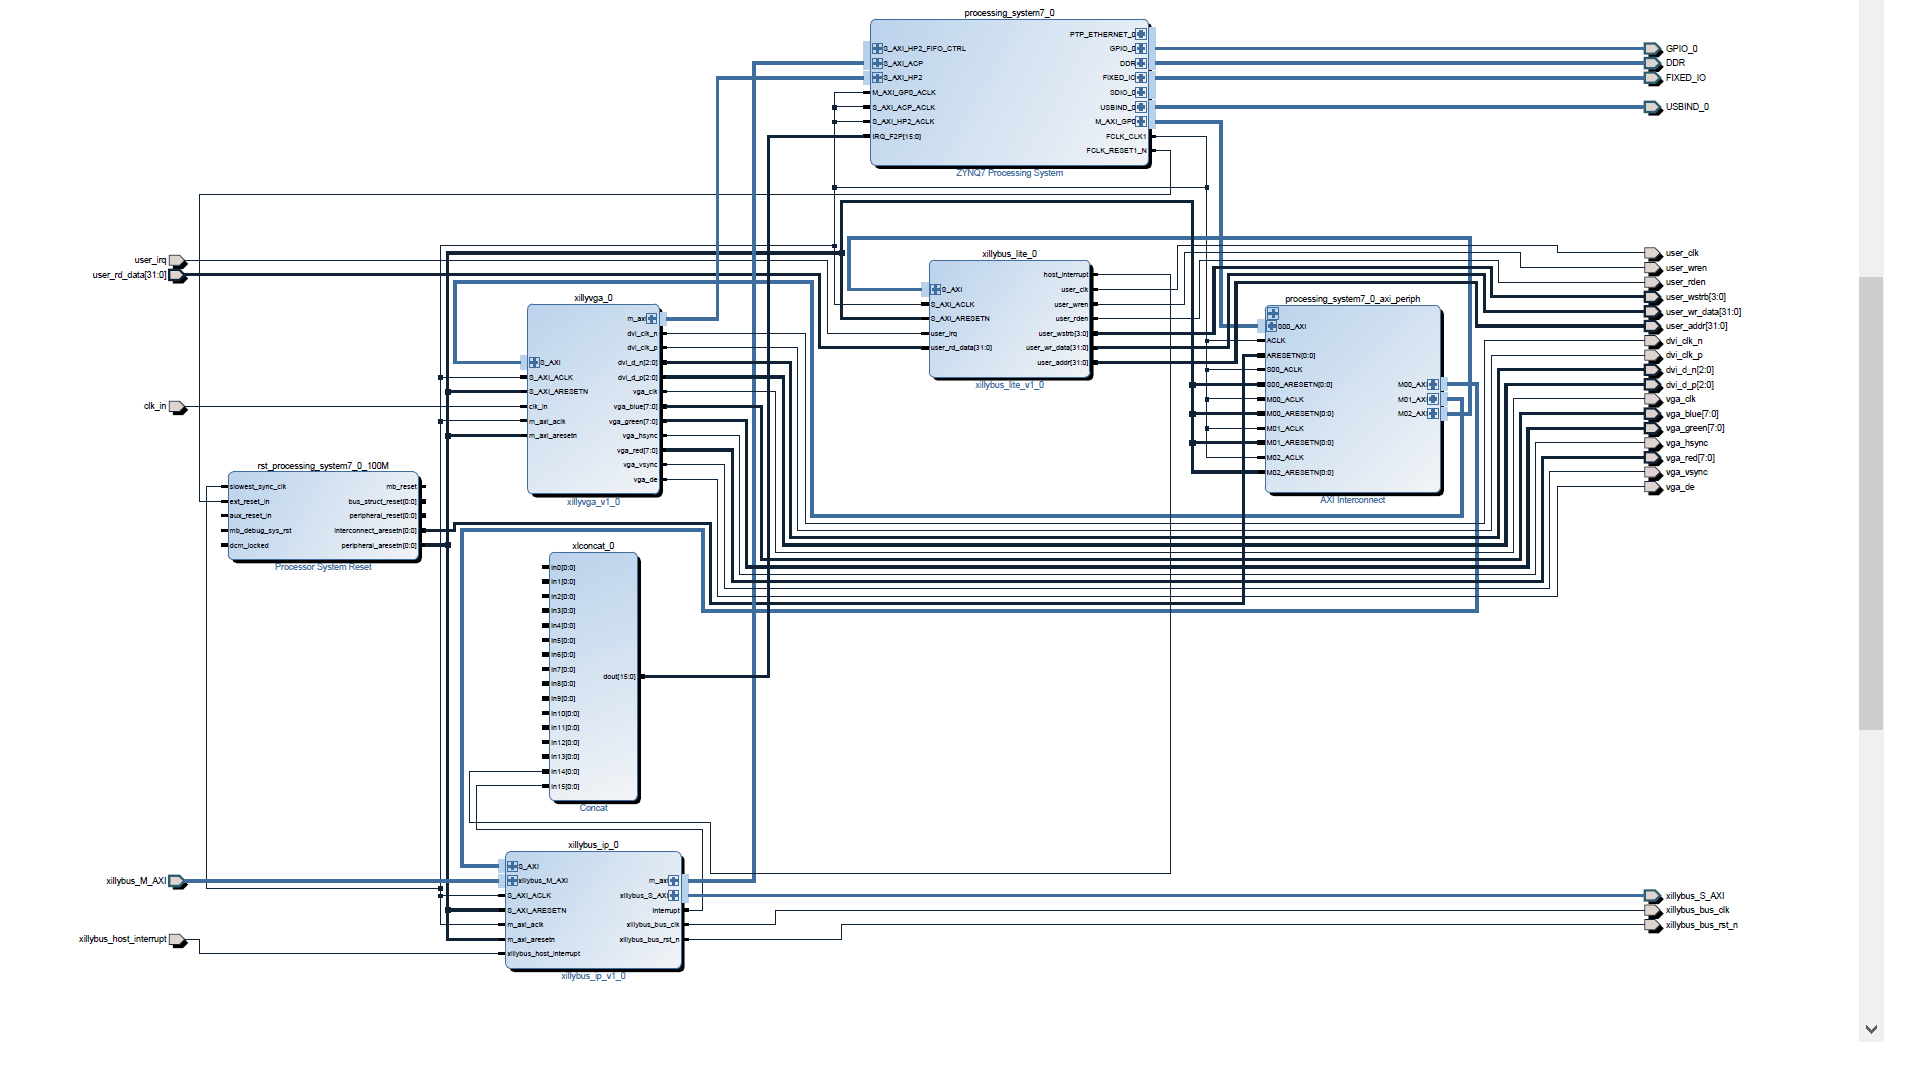 processing_system7_0
S_AXI_HP2_FIFO_CTRL
S_AXI_ACP
S_AXI_HP2
M_AXI_GP0_ACLK
S_AXI_ACP_ACLK
S_AXI_HP2_ACLK
IRQ_F2P[15:0]
PTP_ETHERNET_0
GPIO_0
DDR
FIXED_IO
SDIO_0
USBIND_0
M_AXI_GP0
FCLK_CLK1
FCLK_RESET1_N
ZYNQ7 Processing System
GPIO_0
DDR
FIXED_IO
USBIND_0
user_irq
user_rd_data[31:0]
clk_in
xillyvga_0
S_AXI
S_AXI_ACLK
S_AXI_ARESETN
clk_in
m_axi_aclk
m_axi_aresetn
m_axi
dvi_clk_n
dvi_clk_p
dvi_d_n[2:0]
dvi_d_p[2:0]
vga_clk
vga_blue[7:0]
vga_green[7:0]
vga_hsync
vga_red[7:0]
vga_vsync
vga_de
xillyvga_v1_0
xillybus_lite_0
S_AXI
S_AXI_ACLK
S_AXI_ARESETN
user_irq
user_rd_data[31:0]
host_interrupt
user_clk
user_wren
user_rden
user_wstrb[3:0]
user_wr_data[31:0]
user_addr[31:0]
xillybus_lite_v1_0
processing_system7_0_axi_periph
S00_AXI
ACLK
ARESETN[0:0]
S00_ACLK
S00_ARESETN[0:0]
M00_ACLK
M00_ARESETN[0:0]
M01_ACLK
M01_ARESETN[0:0]
M02_ACLK
M02_ARESETN[0:0]
M00_AXI
M01_AXI
M02_AXI
AXI Interconnect
user_clk
user_wren
user_rden
user_wstrb[3:0]
user_wr_data[31:0]
user_addr[31:0]
dvi_clk_n
dvi_clk_p
dvi_d_n[2:0]
dvi_d_p[2:0]
vga_clk
vga_blue[7:0]
vga_green[7:0]
vga_hsync
vga_red[7:0]
vga_vsync
vga_de
rst_processing_system7_0_100M
slowest_sync_clk
ext_reset_in
aux_reset_in
mb_debug_sys_rst
dcm_locked
mb_reset
bus_struct_reset[0:0]
peripheral_reset[0:0]
interconnect_aresetn[0:0]
peripheral_aresetn[0:0]
Processor System Reset
xlconcat_0
In0[0:0]
In1[0:0]
In2[0:0]
In3[0:0]
In4[0:0]
In5[0:0]
In6[0:0]
In7[0:0]
In8[0:0]
In9[0:0]
In10[0:0]
In11[0:0]
In12[0:0]
In13[0:0]
In14[0:0]
In15[0:0]
dout[15:0]
Concat
xillybus_M_AXI
xillybus_host_interrupt
xillybus_ip_0
S_AXI
xillybus_M_AXI
S_AXI_ACLK
S_AXI_ARESETN
m_axi_aclk
m_axi_aresetn
xillybus_host_interrupt
m_axi
xillybus_S_AXI
interrupt
xillybus_bus_clk
xillybus_bus_rst_n
xillybus_ip_v1_0
xillybus_S_AXI
xillybus_bus_clk
xillybus_bus_rst_n